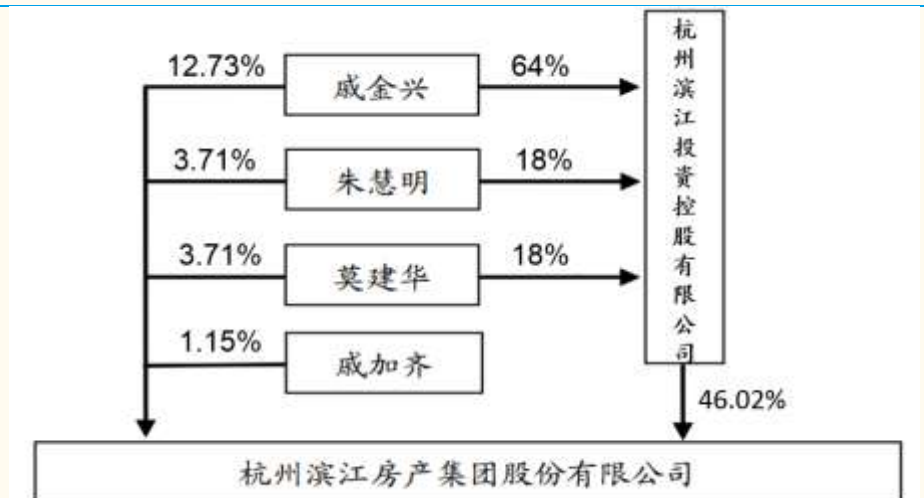 12.73%
戚金兴
64%
3.71%
朱慧明
18%
3.71%
莫建华
18%
1.15%
戚加齐
杭州滨江投资控股有限公司
46.02%
杭州滨江房产集团股份有限公司